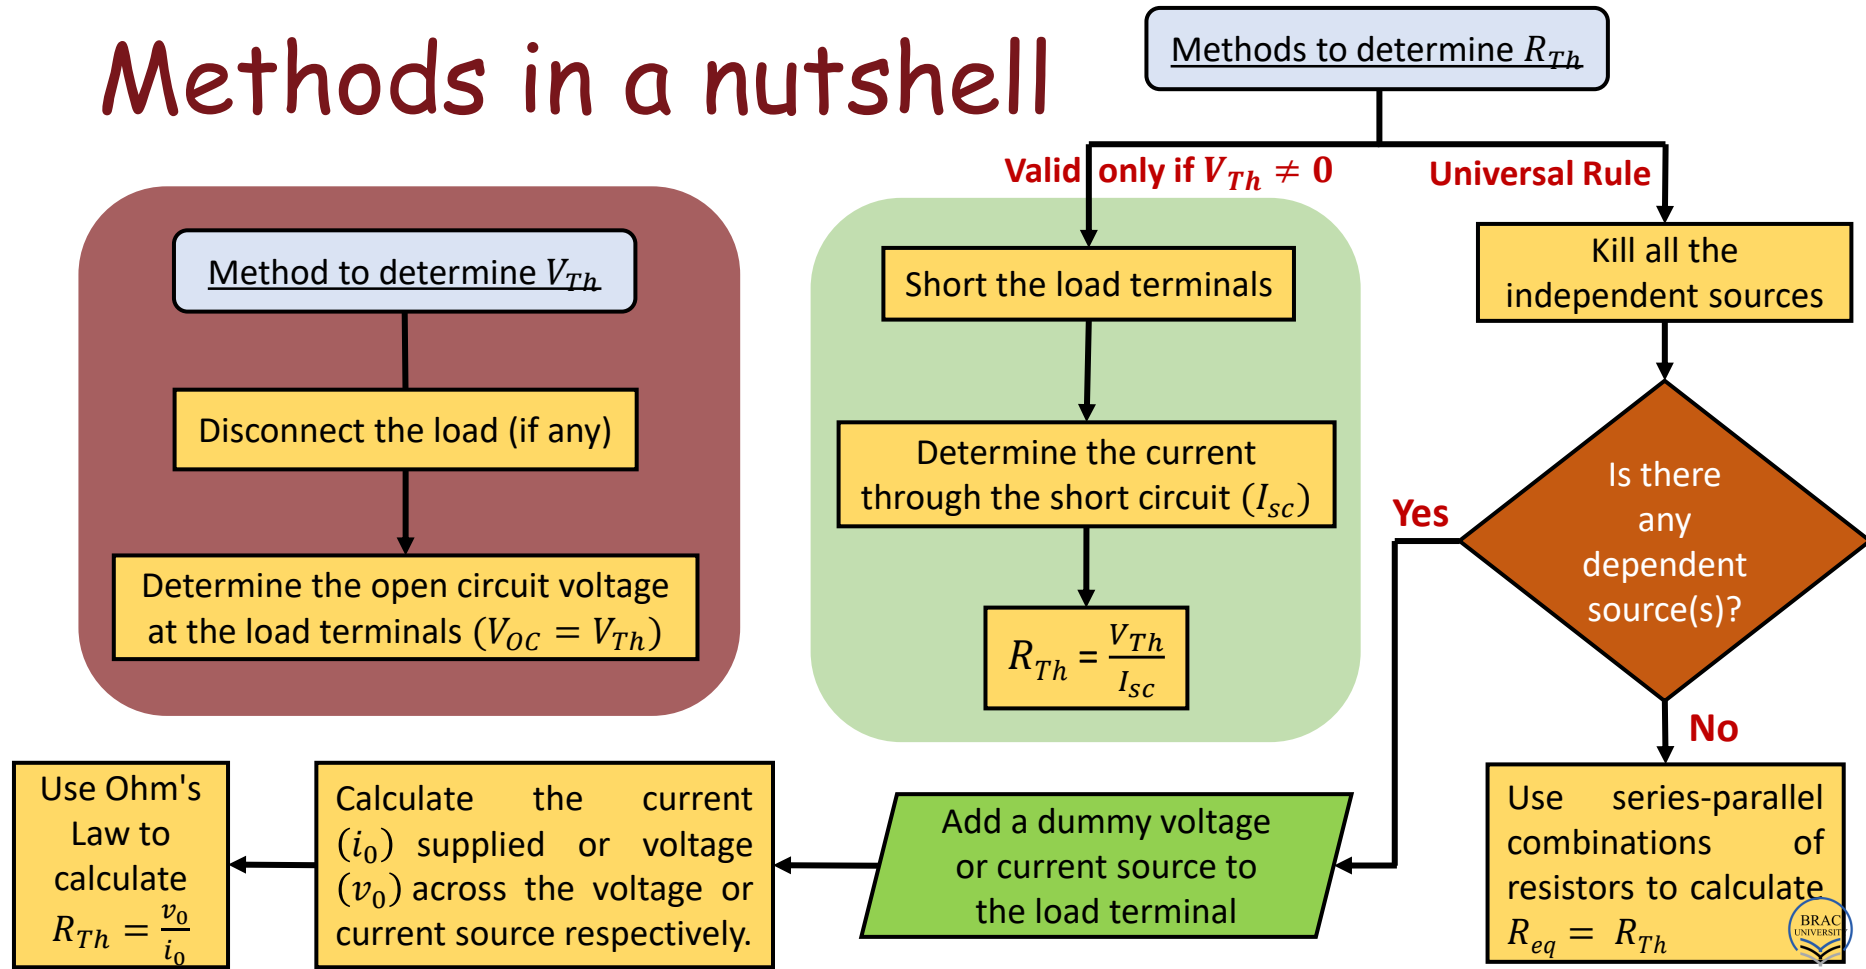 Methods in a nutshell
Methods to determine R_Th
Valid only if V_Th ≠ 0
Universal Rule
Method to determine V_Th
Disconnect the load (if any)
Determine the open circuit voltage
at the load terminals (V_OC = V_Th)
Short the load terminals
Determine the current
through the short circuit (I_sc)
R_Th = V_Th / I_sc
Kill all the
independent sources
Is there
any
dependent
source(s)?
Yes
No
Use series-parallel
combinations of
resistors to calculate
R_eq = R_Th
Add a dummy voltage
or current source to
the load terminal
Calculate the current
(i_0) supplied or voltage
(v_0) across the voltage or
current source respectively.
Use Ohm's
Law to
calculate
R_Th = v_0 / i_0
BRAC
UNIVERSITY